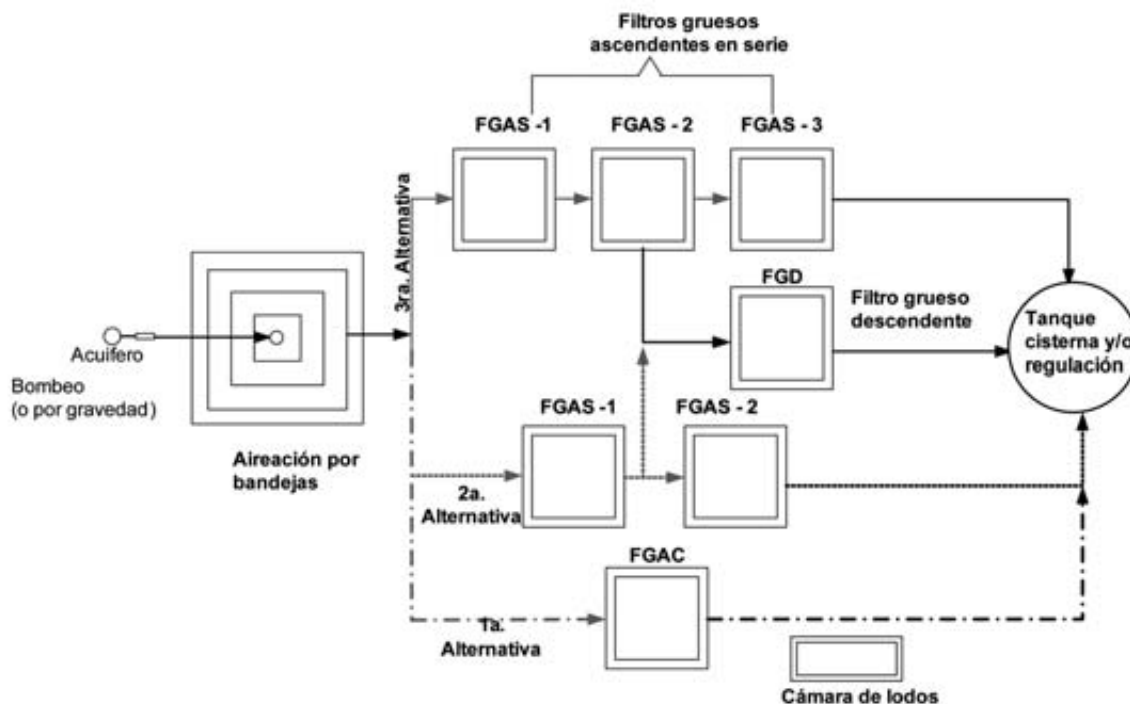 Filtros gruesos
ascendentes en serie
FGAS -1
FGAS - 2
FGAS - 3
3ra. Alternativa
FGD
Filtro grueso
descendente
Tanque
cisterna y/o
regulación
Acuifero
Bombeo
(o por gravedad)
Aireación por
bandejas
FGAS -1
FGAS - 2
2a.
Alternativa
FGAC
1a.
Alternativa
Cámara de lodos